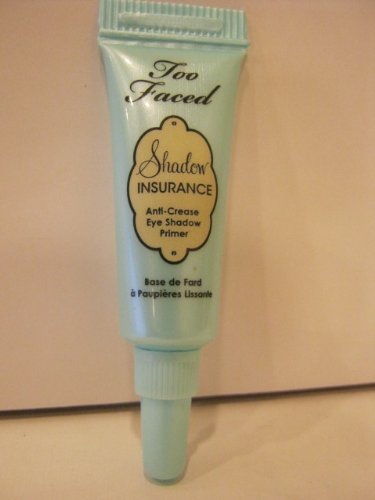 Too
Faced
Shadow
INSURANCE
Anti-Crease
Eye Shadow
Primer
Base de Fard
à Paupières Lissante